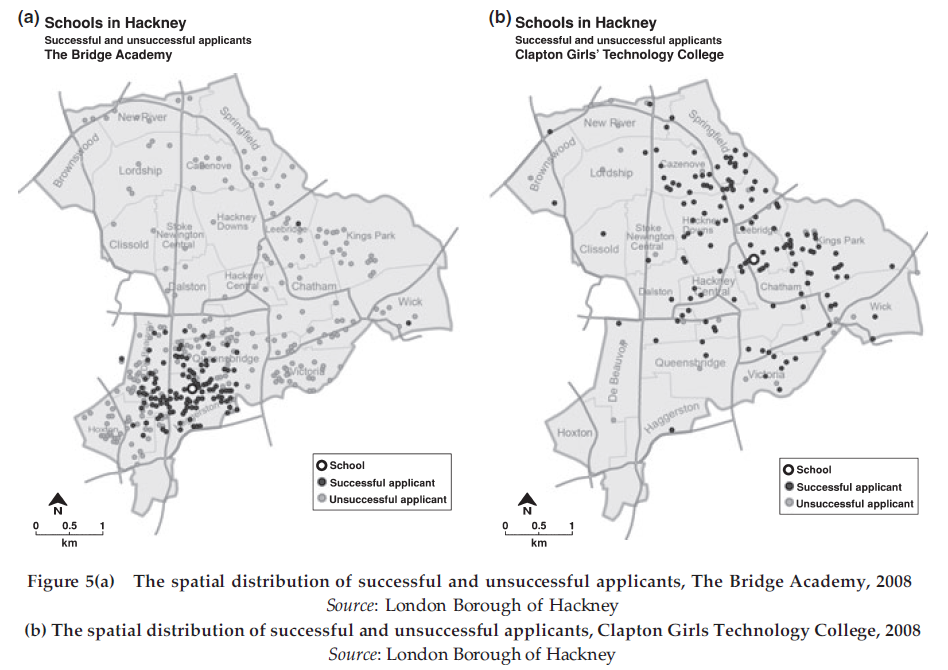 (a) Schools in Hackney
Successful and unsuccessful applicants
The Bridge Academy
New River
Springfield
Brownswood
Lordship
Cazenove
Hackney
Downs
Stoke
Newington
Central
Leebridge
Kings Park
Clissold
Dalston
Hackney
Central
Chatham
Wick
Queensbridge
Victoria
Haggerston
Hoxton
School
Successful applicant
Unsuccessful applicant
N
0 0.5 1
km
(b) Schools in Hackney
Successful and unsuccessful applicants
Clapton Girls' Technology College
New River
Springfield
Brownswood
Lordship
Cazenove
Hackney
Downs
Stoke
Newington
Central
Leebridge
Kings Park
Clissold
Dalston
Hackney
Central
Chatham
Wick
De Beauvoir
Queensbridge
Victoria
Haggerston
Hoxton
School
Successful applicant
Unsuccessful applicant
N
0 0.5 1
km
Figure 5(a) The spatial distribution of successful and unsuccessful applicants, The Bridge Academy, 2008
Source: London Borough of Hackney
(b) The spatial distribution of successful and unsuccessful applicants, Clapton Girls Technology College, 2008
Source: London Borough of Hackney